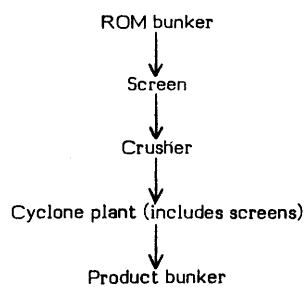 ROM bunker
Screen
Crusher
Cyclone plant (includes screens)
Product bunker